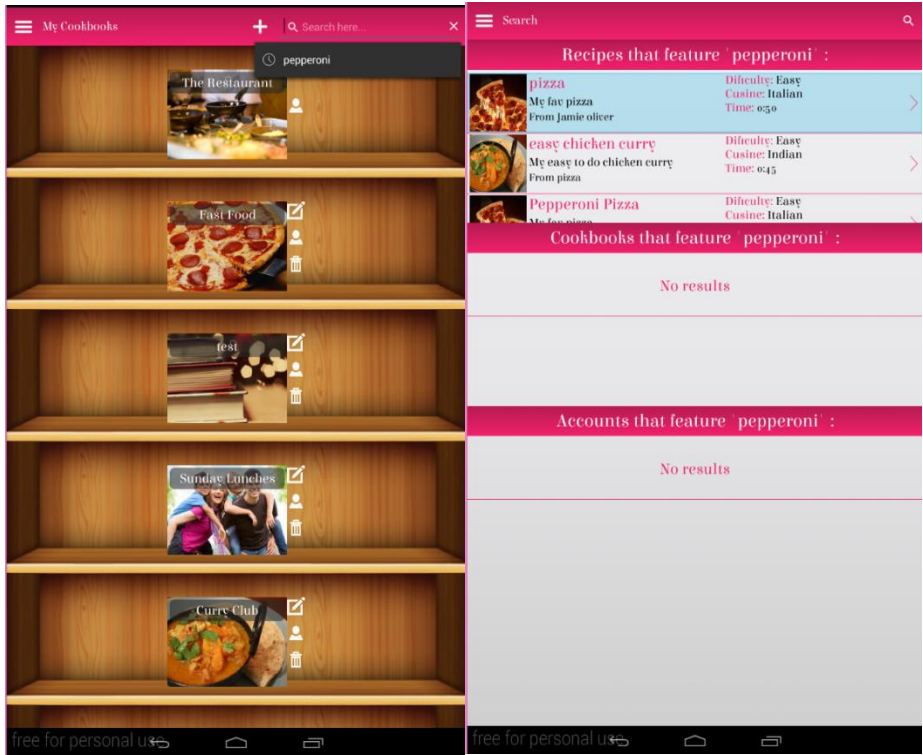 My Cookbooks
Search here...
pepperoni
The Restaurant
Fast Food
test
Sunday Lunches
Curry Club
free for personal use
Search
Recipes that feature 'pepperoni' :
pizza
Dificulty: Easy
My fav pizza
Cusine: Italian
From Jamie olicer
Time: 0:50
easy chicken curry
Dificulty: Easy
My easy to do chicken curry
Cusine: Indian
From pizza
Time: 0:45
Pepperoni Pizza
Dificulty: Easy
My fav pizza
Cusine: Italian
Cookbooks that feature 'pepperoni' :
No results
Accounts that feature 'pepperoni' :
No results
free for personal use